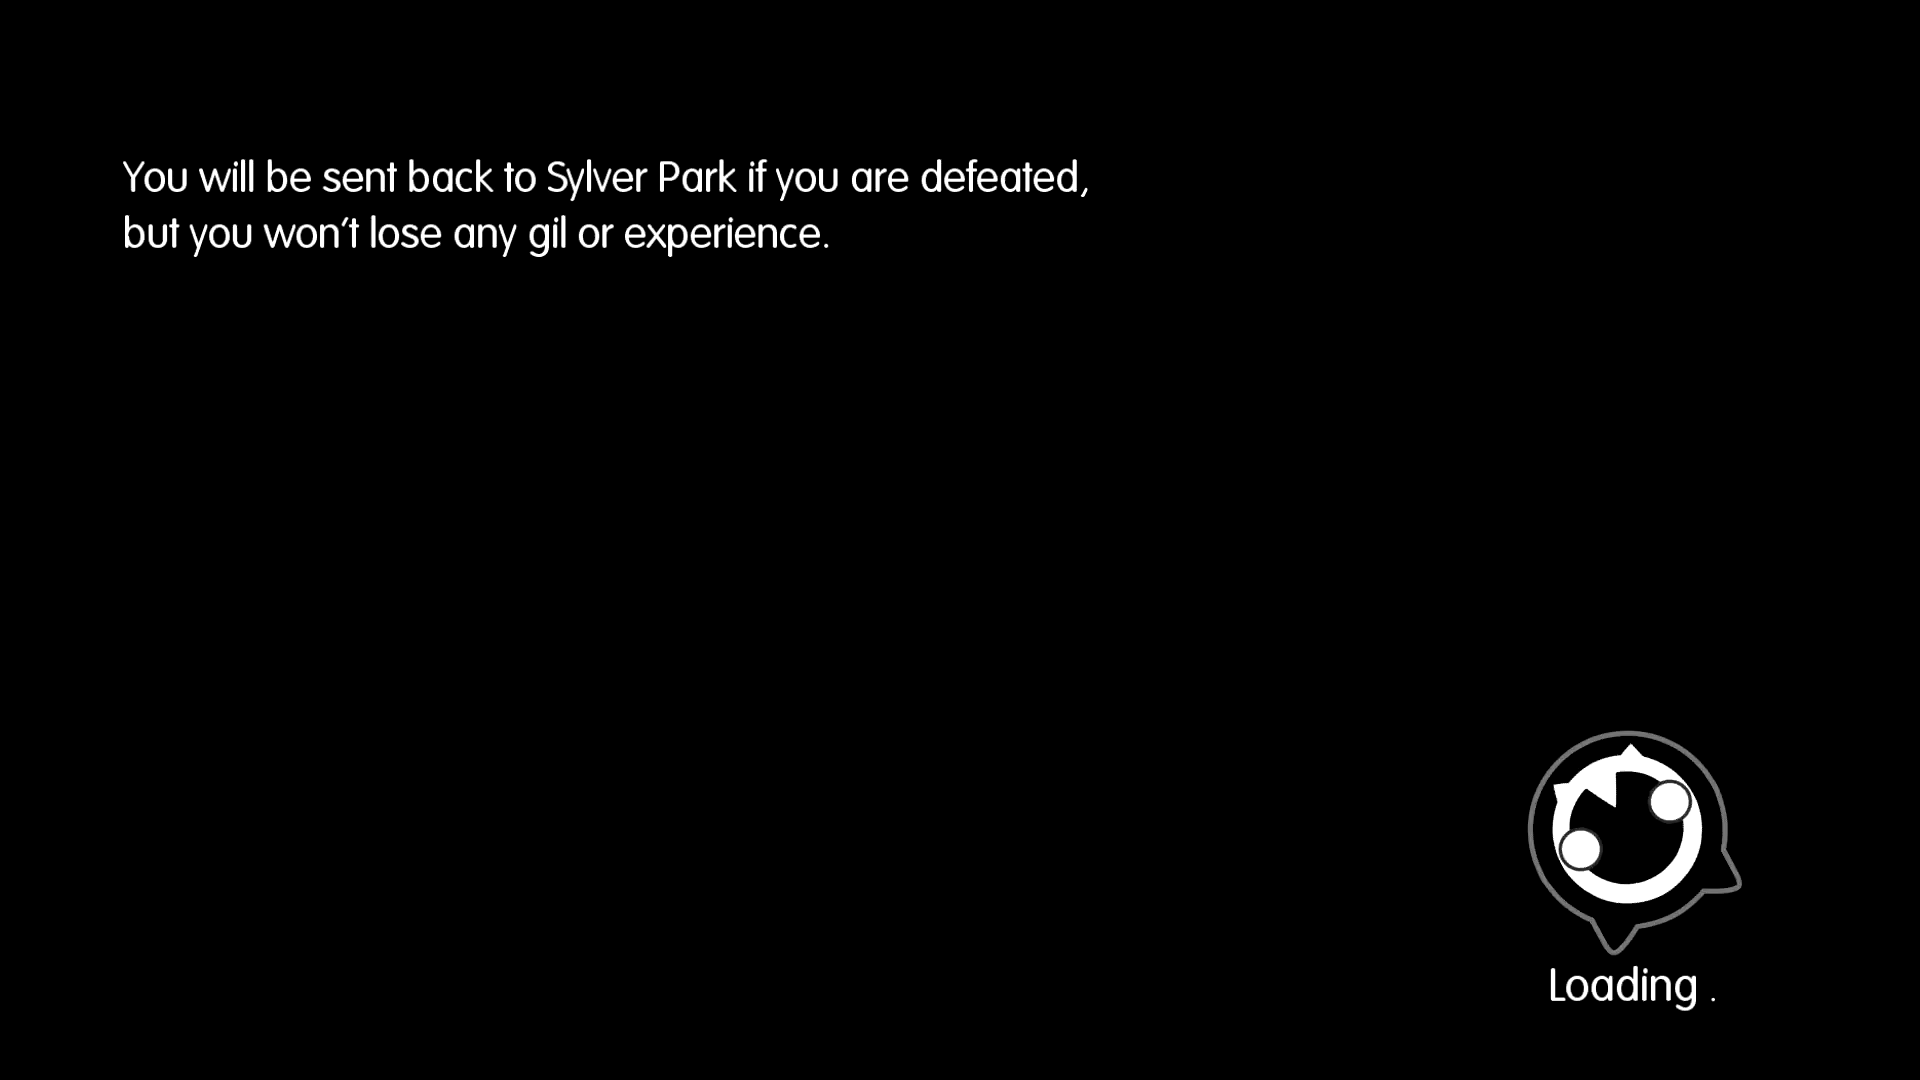 You will be sent back to Sylver Park if you are defeated,
but you won't lose any gil or experience.
Loading .